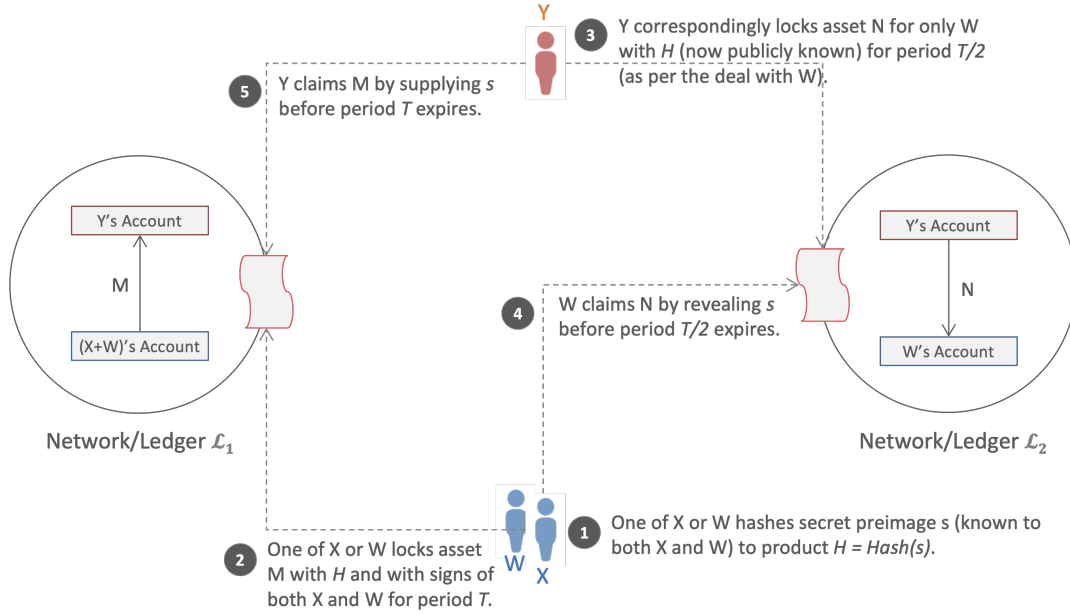 Y
3
Y correspondingly locks asset N for only W
with H (now publicly known) for period T/2
(as per the deal with W).
5
Y claims M by supplying s
before period T expires.
Y's Account
M
(X+W)'s Account
Network/Ledger ℒ₁
Y's Account
N
W's Account
Network/Ledger ℒ₂
4
W claims N by revealing s
before period T/2 expires.
W
X
1
One of X or W hashes secret preimage s (known to
both X and W) to product H = Hash(s).
2
One of X or W locks asset
M with H and with signs of
both X and W for period T.